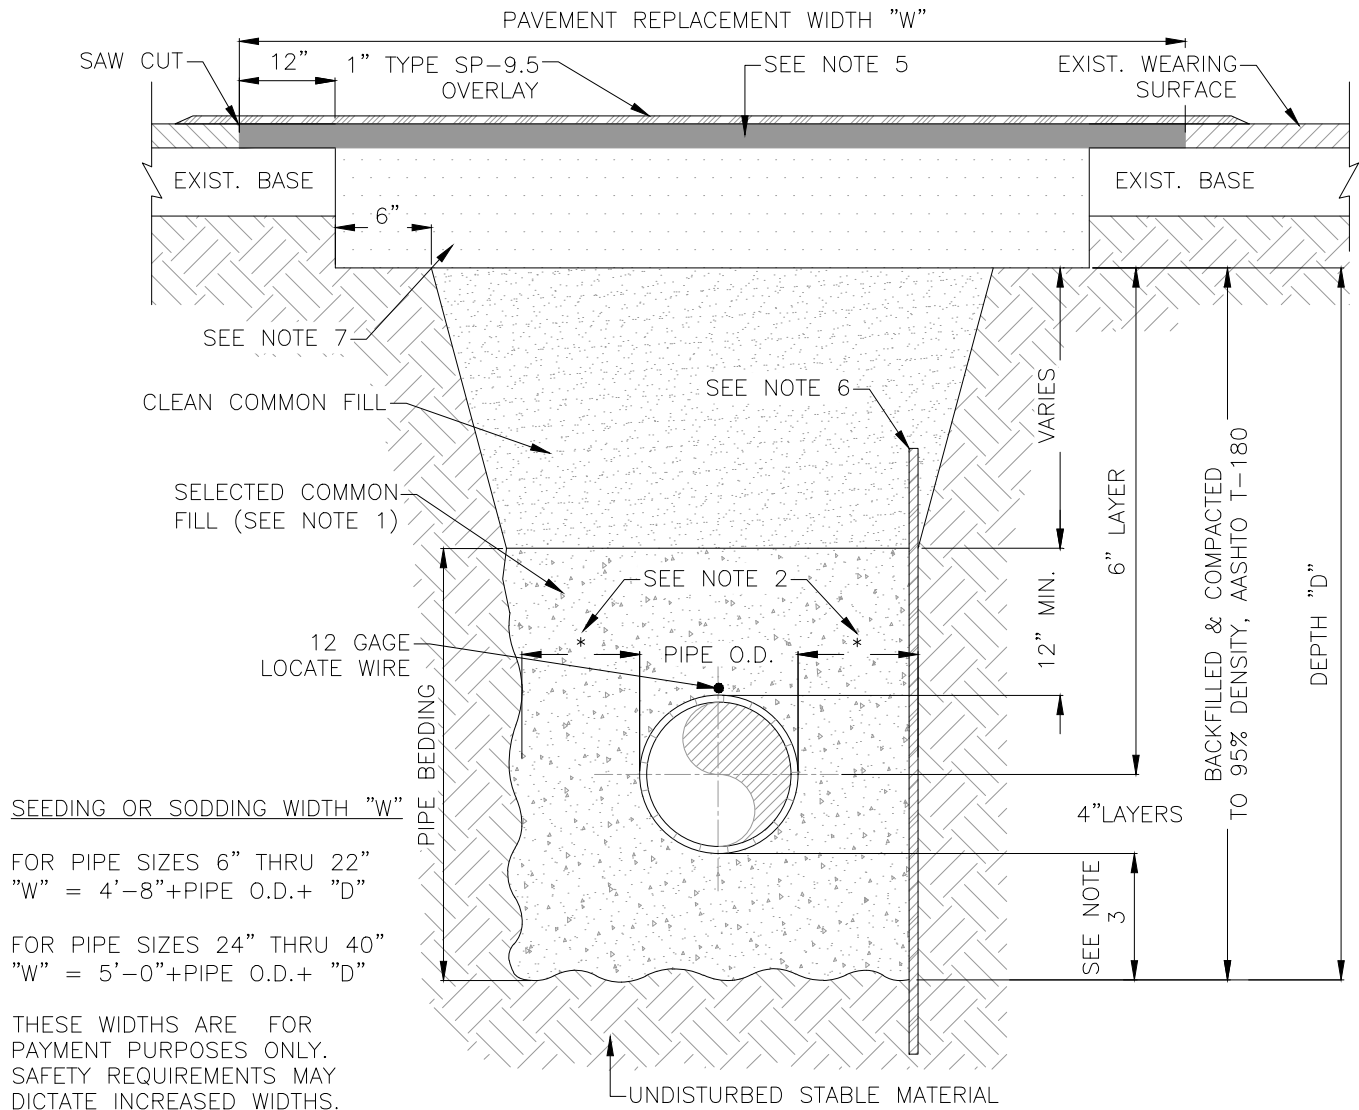 PAVEMENT REPLACEMENT WIDTH "W"
SAW CUT
12"
1" TYPE SP-9.5
OVERLAY
SEE NOTE 5
EXIST. WEARING
SURFACE
EXIST. BASE
EXIST. BASE
6"
SEE NOTE 7
CLEAN COMMON FILL
SEE NOTE 6
VARIES
SELECTED COMMON
FILL (SEE NOTE 1)
6" LAYER
BACKFILLED & COMPACTED
TO 95% DENSITY, AASHTO T-180
DEPTH "D"
SEE NOTE 2
12" MIN.
* *
12 GAGE
LOCATE WIRE
PIPE O.D.
PIPE BEDDING
4"LAYERS
SEE NOTE
3
SEEDING OR SODDING WIDTH "W"
FOR PIPE SIZES 6" THRU 22"
"W" = 4'-8"+PIPE O.D.+ "D"
FOR PIPE SIZES 24" THRU 40"
"W" = 5'-0"+PIPE O.D.+ "D"
THESE WIDTHS ARE FOR
PAYMENT PURPOSES ONLY.
SAFETY REQUIREMENTS MAY
DICTATE INCREASED WIDTHS.
UNDISTURBED STABLE MATERIAL